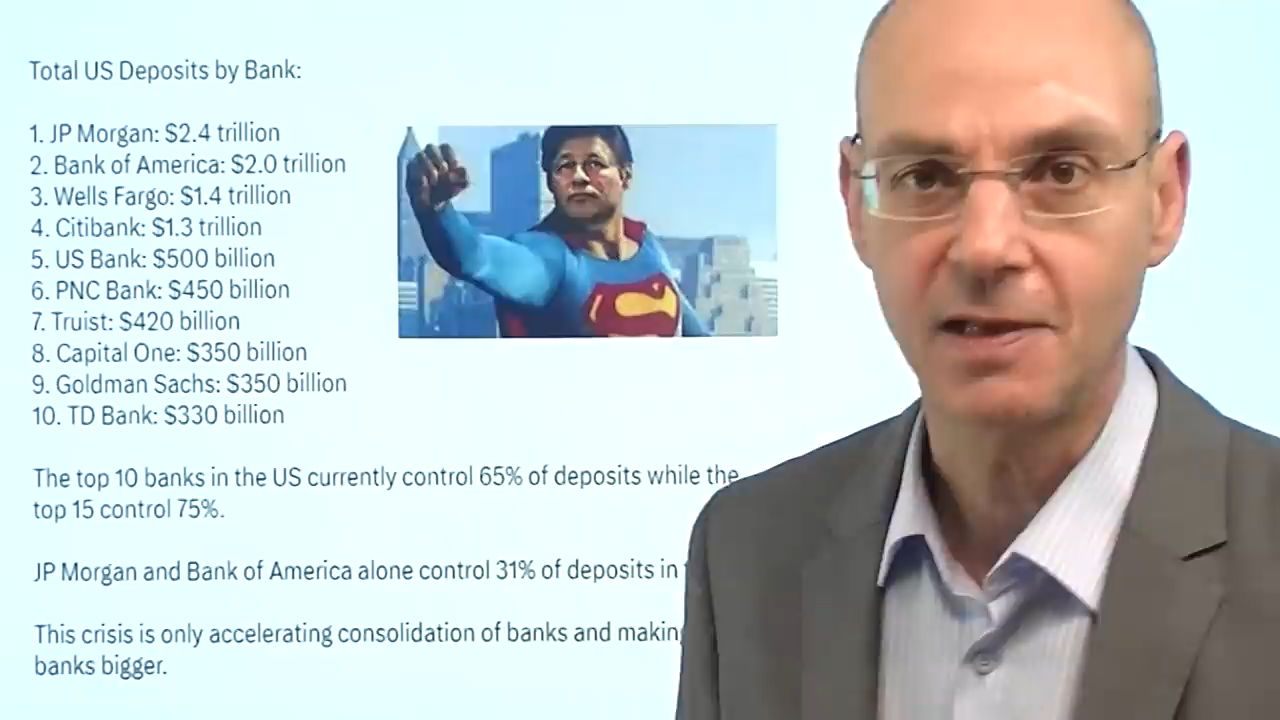 Total US Deposits by Bank:
1. JP Morgan: $2.4 trillion
2. Bank of America: $2.0 trillion
3. Wells Fargo: $1.4 trillion
4. Citibank: $1.3 trillion
5. US Bank: $500 billion
6. PNC Bank: $450 billion
7. Truist: $420 billion
8. Capital One: $350 billion
9. Goldman Sachs: $350 billion
10. TD Bank: $330 billion
The top 10 banks in the US currently control 65% of deposits while the
top 15 control 75%.
JP Morgan and Bank of America alone control 31% of deposits in
This crisis is only accelerating consolidation of banks and
banks bigger.